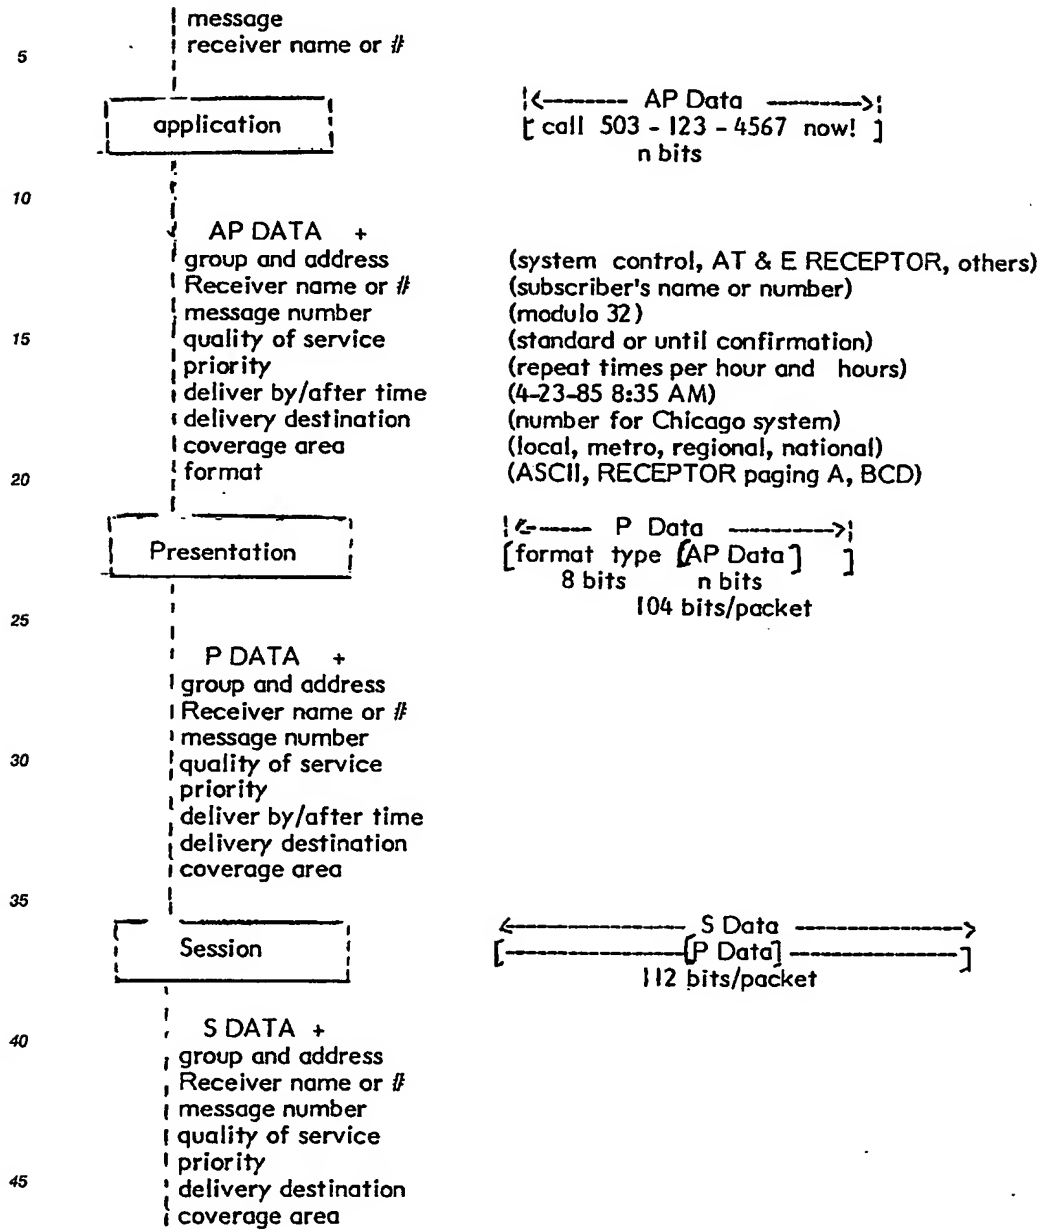 message
5 receiver name or #
|<------- AP Data ------->|
application [ call 503 - 123 - 4567 now! ]
n bits
10
AP DATA +
group and address (system control, AT & E RECEPTOR, others)
Receiver name or # (subscriber's name or number)
message number (modulo 32)
15 quality of service (standard or until confirmation)
priority (repeat times per hour and hours)
deliver by/after time (4-23-85 8:35 AM)
delivery destination (number for Chicago system)
coverage area (local, metro, regional, national)
20 format (ASCII, RECEPTOR paging A, BCD)
|<------ P Data ------->|
Presentation [format type [AP Data] ]
8 bits n bits
104 bits/packet
25
P DATA +
group and address
Receiver name or #
message number
30 quality of service
priority
deliver by/after time
delivery destination
coverage area
35
<------------- S Data ------------->
Session [-------------[P Data]-------------]
112 bits/packet
40 S DATA +
group and address
Receiver name or #
message number
quality of service
priority
45 delivery destination
coverage area